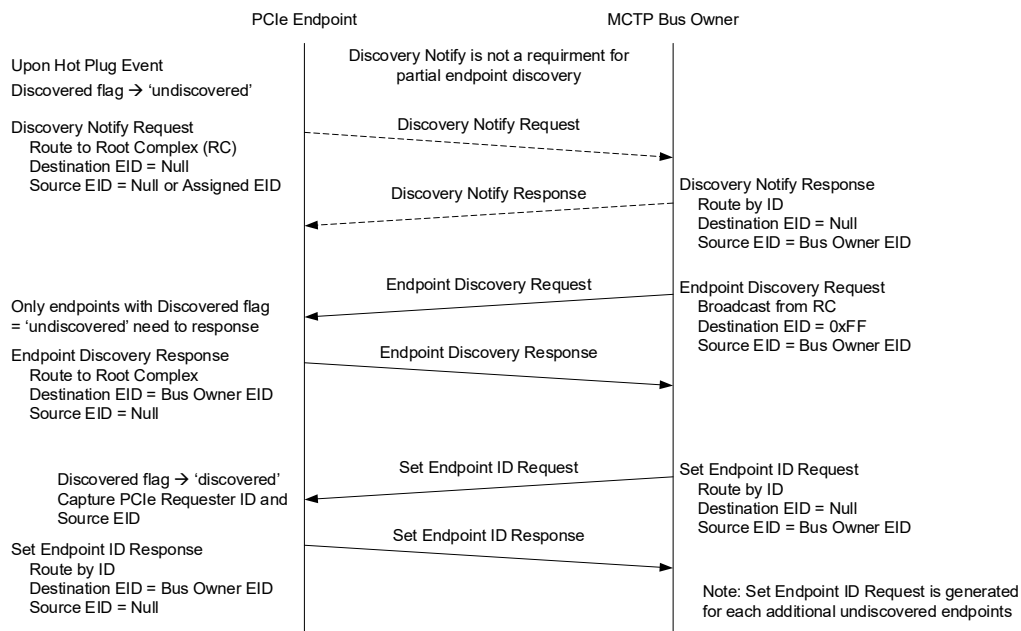 PCIe Endpoint
MCTP Bus Owner
Upon Hot Plug Event
Discovered flag → ‘undiscovered’
Discovery Notify is not a requirment for
partial endpoint discovery
Discovery Notify Request
Route to Root Complex (RC)
Destination EID = Null
Source EID = Null or Assigned EID
Discovery Notify Request
Discovery Notify Response
Discovery Notify Response
Route by ID
Destination EID = Null
Source EID = Bus Owner EID
Endpoint Discovery Request
Endpoint Discovery Request
Broadcast from RC
Destination EID = 0xFF
Source EID = Bus Owner EID
Only endpoints with Discovered flag
= ‘undiscovered’ need to response
Endpoint Discovery Response
Route to Root Complex
Destination EID = Bus Owner EID
Source EID = Null
Endpoint Discovery Response
Set Endpoint ID Request
Set Endpoint ID Request
Route by ID
Destination EID = Null
Source EID = Bus Owner EID
Discovered flag → ‘discovered’
Capture PCIe Requester ID and
Source EID
Set Endpoint ID Response
Set Endpoint ID Response
Route by ID
Destination EID = Bus Owner EID
Source EID = Null
Note: Set Endpoint ID Request is generated
for each additional undiscovered endpoints